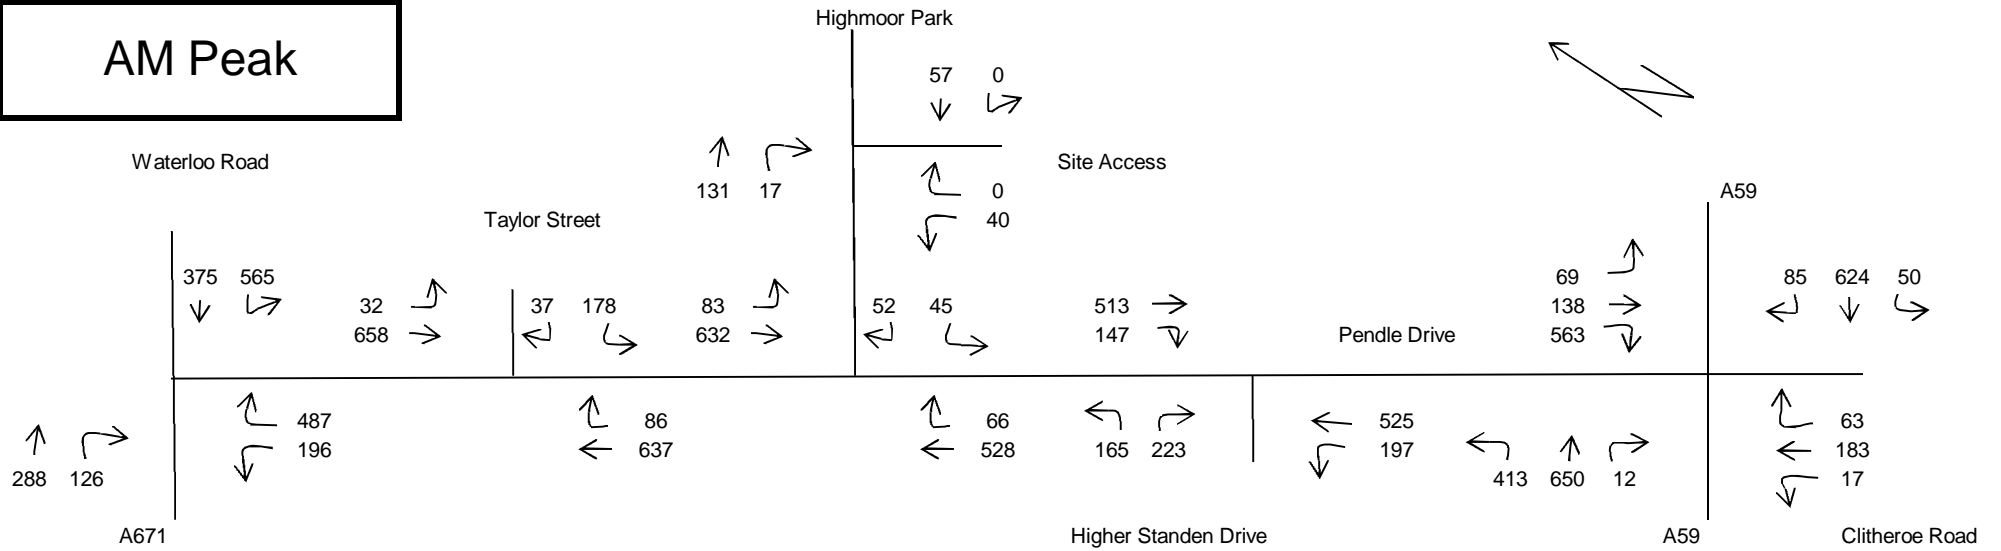 Highmoor Park
AM Peak
57 0
Waterloo Road
Site Access
131 17
0
A59
Taylor Street
40
375 565
69
85 624 50
32
37 178
83
52 45
513
138
658
632
147
Pendle Drive
563
487
86
66
525
63
196
637
528
165 223
197
183
288 126
413 650 12
17
A671
Higher Standen Drive
A59
Clitheroe Road